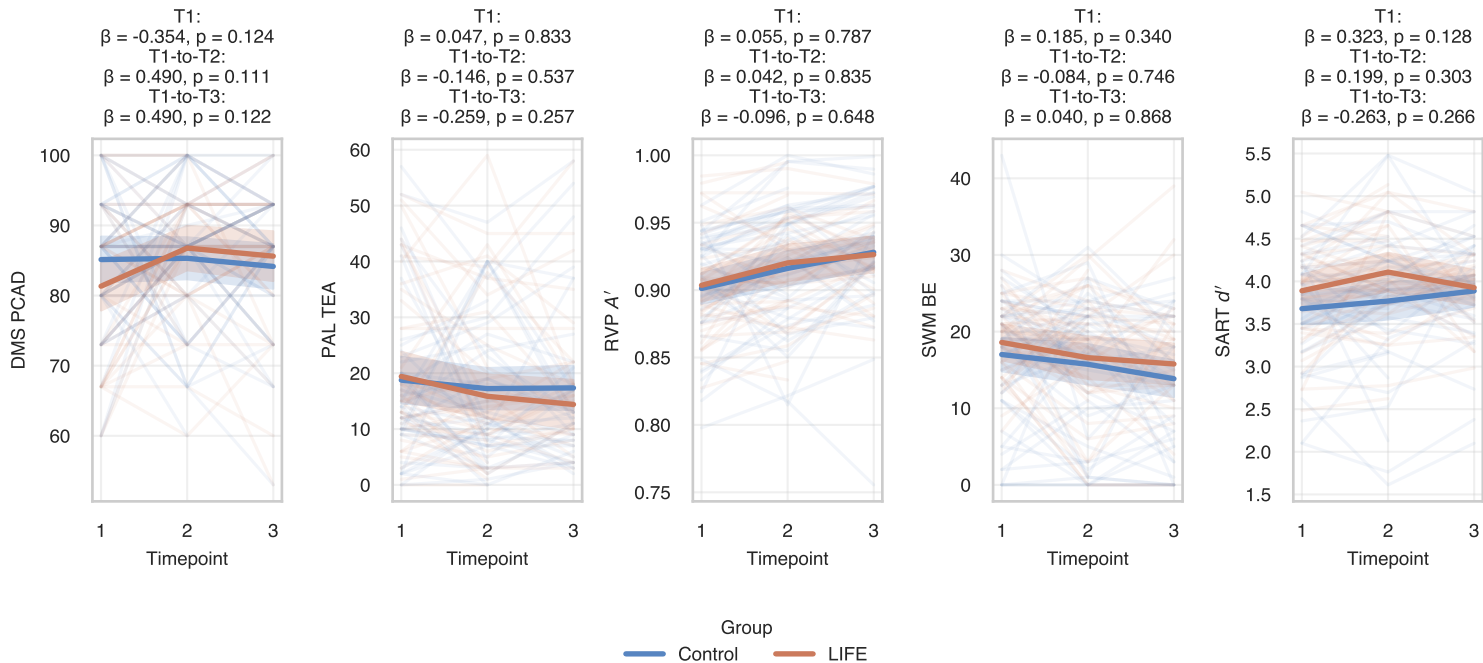 T1:
β = -0.354, p = 0.124
T1-to-T2:
β = 0.490, p = 0.111
T1-to-T3:
β = 0.490, p = 0.122
100
90
80
70
60
DMS PCAD
1 2 3
Timepoint
T1:
β = 0.047, p = 0.833
T1-to-T2:
β = -0.146, p = 0.537
T1-to-T3:
β = -0.259, p = 0.257
60
50
40
30
20
10
0
PAL TEA
1 2 3
Timepoint
T1:
β = 0.055, p = 0.787
T1-to-T2:
β = 0.042, p = 0.835
T1-to-T3:
β = -0.096, p = 0.648
1.00
0.95
0.90
0.85
0.80
0.75
RVP A′
1 2 3
Timepoint
T1:
β = 0.185, p = 0.340
T1-to-T2:
β = -0.084, p = 0.746
T1-to-T3:
β = 0.040, p = 0.868
40
30
20
10
0
SWM BE
1 2 3
Timepoint
T1:
β = 0.323, p = 0.128
T1-to-T2:
β = 0.199, p = 0.303
T1-to-T3:
β = -0.263, p = 0.266
5.5
5.0
4.5
4.0
3.5
3.0
2.5
2.0
1.5
SART d′
1 2 3
Timepoint
Group
Control LIFE